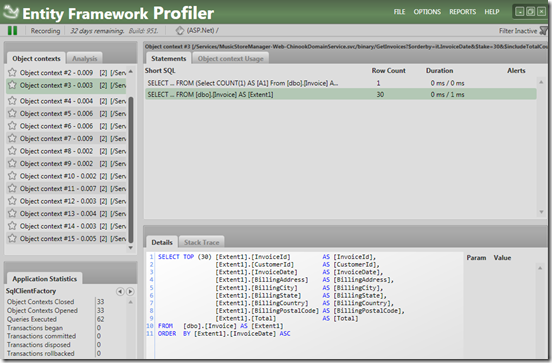 Entity Framework Profiler
FILE OPTIONS REPORTS HELP
Recording 32 days remaining. Build: 951. (ASP.Net) / Filter Inactive
Object contexts Analysis
Object context #2 - 0.009 [2] [/Serv
Object context #3 - 0.003 [2] [/Serv
Object context #4 - 0.004 [2] [/Serv
Object context #5 - 0.006 [2] [/Serv
Object context #6 - 0.006 [2] [/Serv
Object context #7 - 0.009 [2] [/Serv
Object context #8 - 0.002 [2] [/Serv
Object context #9 - 0.002 [2] [/Serv
Object context #10 - 0.002 [2] [/Ser
Object context #11 - 0.007 [2] [/Ser
Object context #12 - 0.003 [2] [/Ser
Object context #13 - 0.004 [2] [/Ser
Object context #14 - 0.003 [2] [/Ser
Object context #15 - 0.005 [2] [/Ser
Application Statistics
SqlClientFactory
Object Contexts Closed 33
Object Contexts Opened 33
Queries Executed 62
Transactions began 0
Transactions committed 0
Transactions disposed 0
Transactions rollbacked 0
Object context #3 [/Services/MusicStoreManager-Web-ChinookDomainService.svc/binary/GetInvoices?$orderby=it.InvoiceDate&$take=30&$includeTotalCou
Statements Object context Usage
Short SQL Row Count Duration Alerts
SELECT ... FROM (Select COUNT(1) AS [A1] From [dbo].[Invoice] A... 1 0 ms / 0 ms
SELECT ... FROM [dbo].[Invoice] AS [Extent1] 30 0 ms / 1 ms
Details Stack Trace
1 SELECT TOP (30) [Extent1].[InvoiceId] AS [InvoiceId],
2 [Extent1].[CustomerId] AS [CustomerId],
3 [Extent1].[InvoiceDate] AS [InvoiceDate],
4 [Extent1].[BillingAddress] AS [BillingAddress],
5 [Extent1].[BillingCity] AS [BillingCity],
6 [Extent1].[BillingState] AS [BillingState],
7 [Extent1].[BillingCountry] AS [BillingCountry],
8 [Extent1].[BillingPostalCode] AS [BillingPostalCode],
9 [Extent1].[Total] AS [Total]
10 FROM [dbo].[Invoice] AS [Extent1]
11 ORDER BY [Extent1].[InvoiceDate] ASC
Param Value